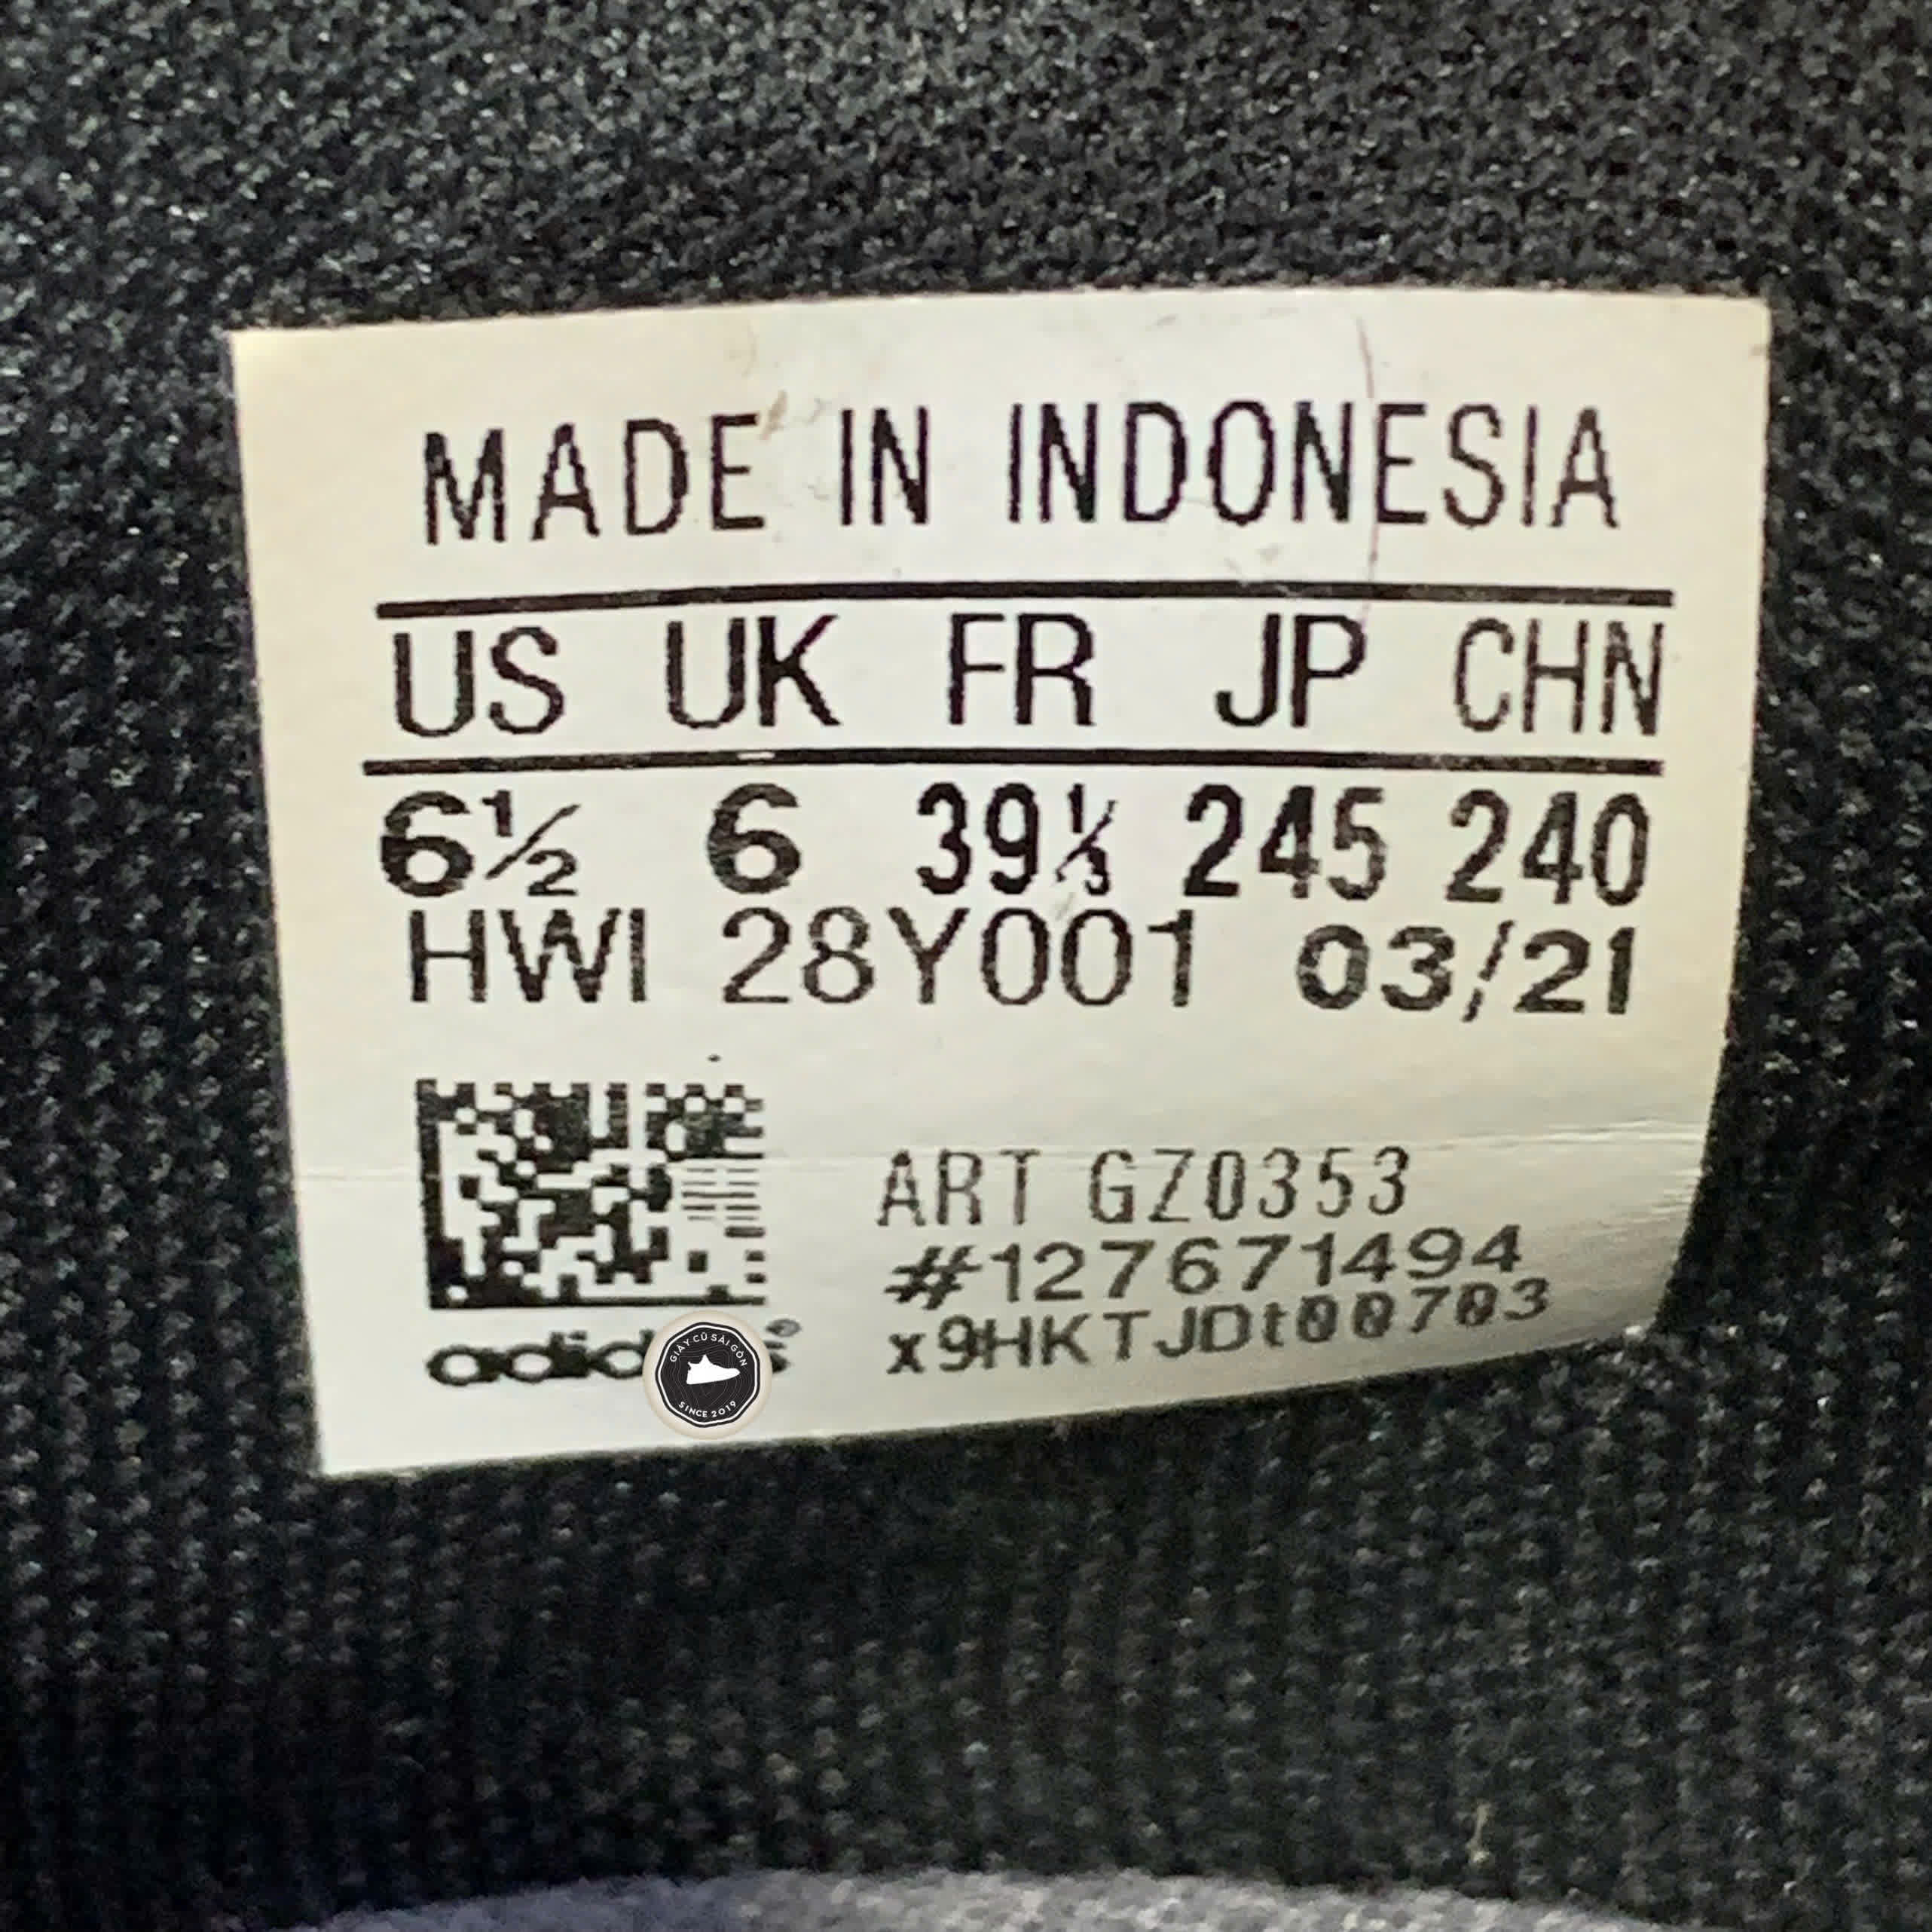 MADE IN INDONESIA
US UK FR JP CHN
6½ 6 39⅓ 245 240
HWI 28Y001 03/21
ART GZ0353
#127671494
x9HKTJDt00703
adidas®
GIÀY CŨ SÀI GÒN
SINCE 2019